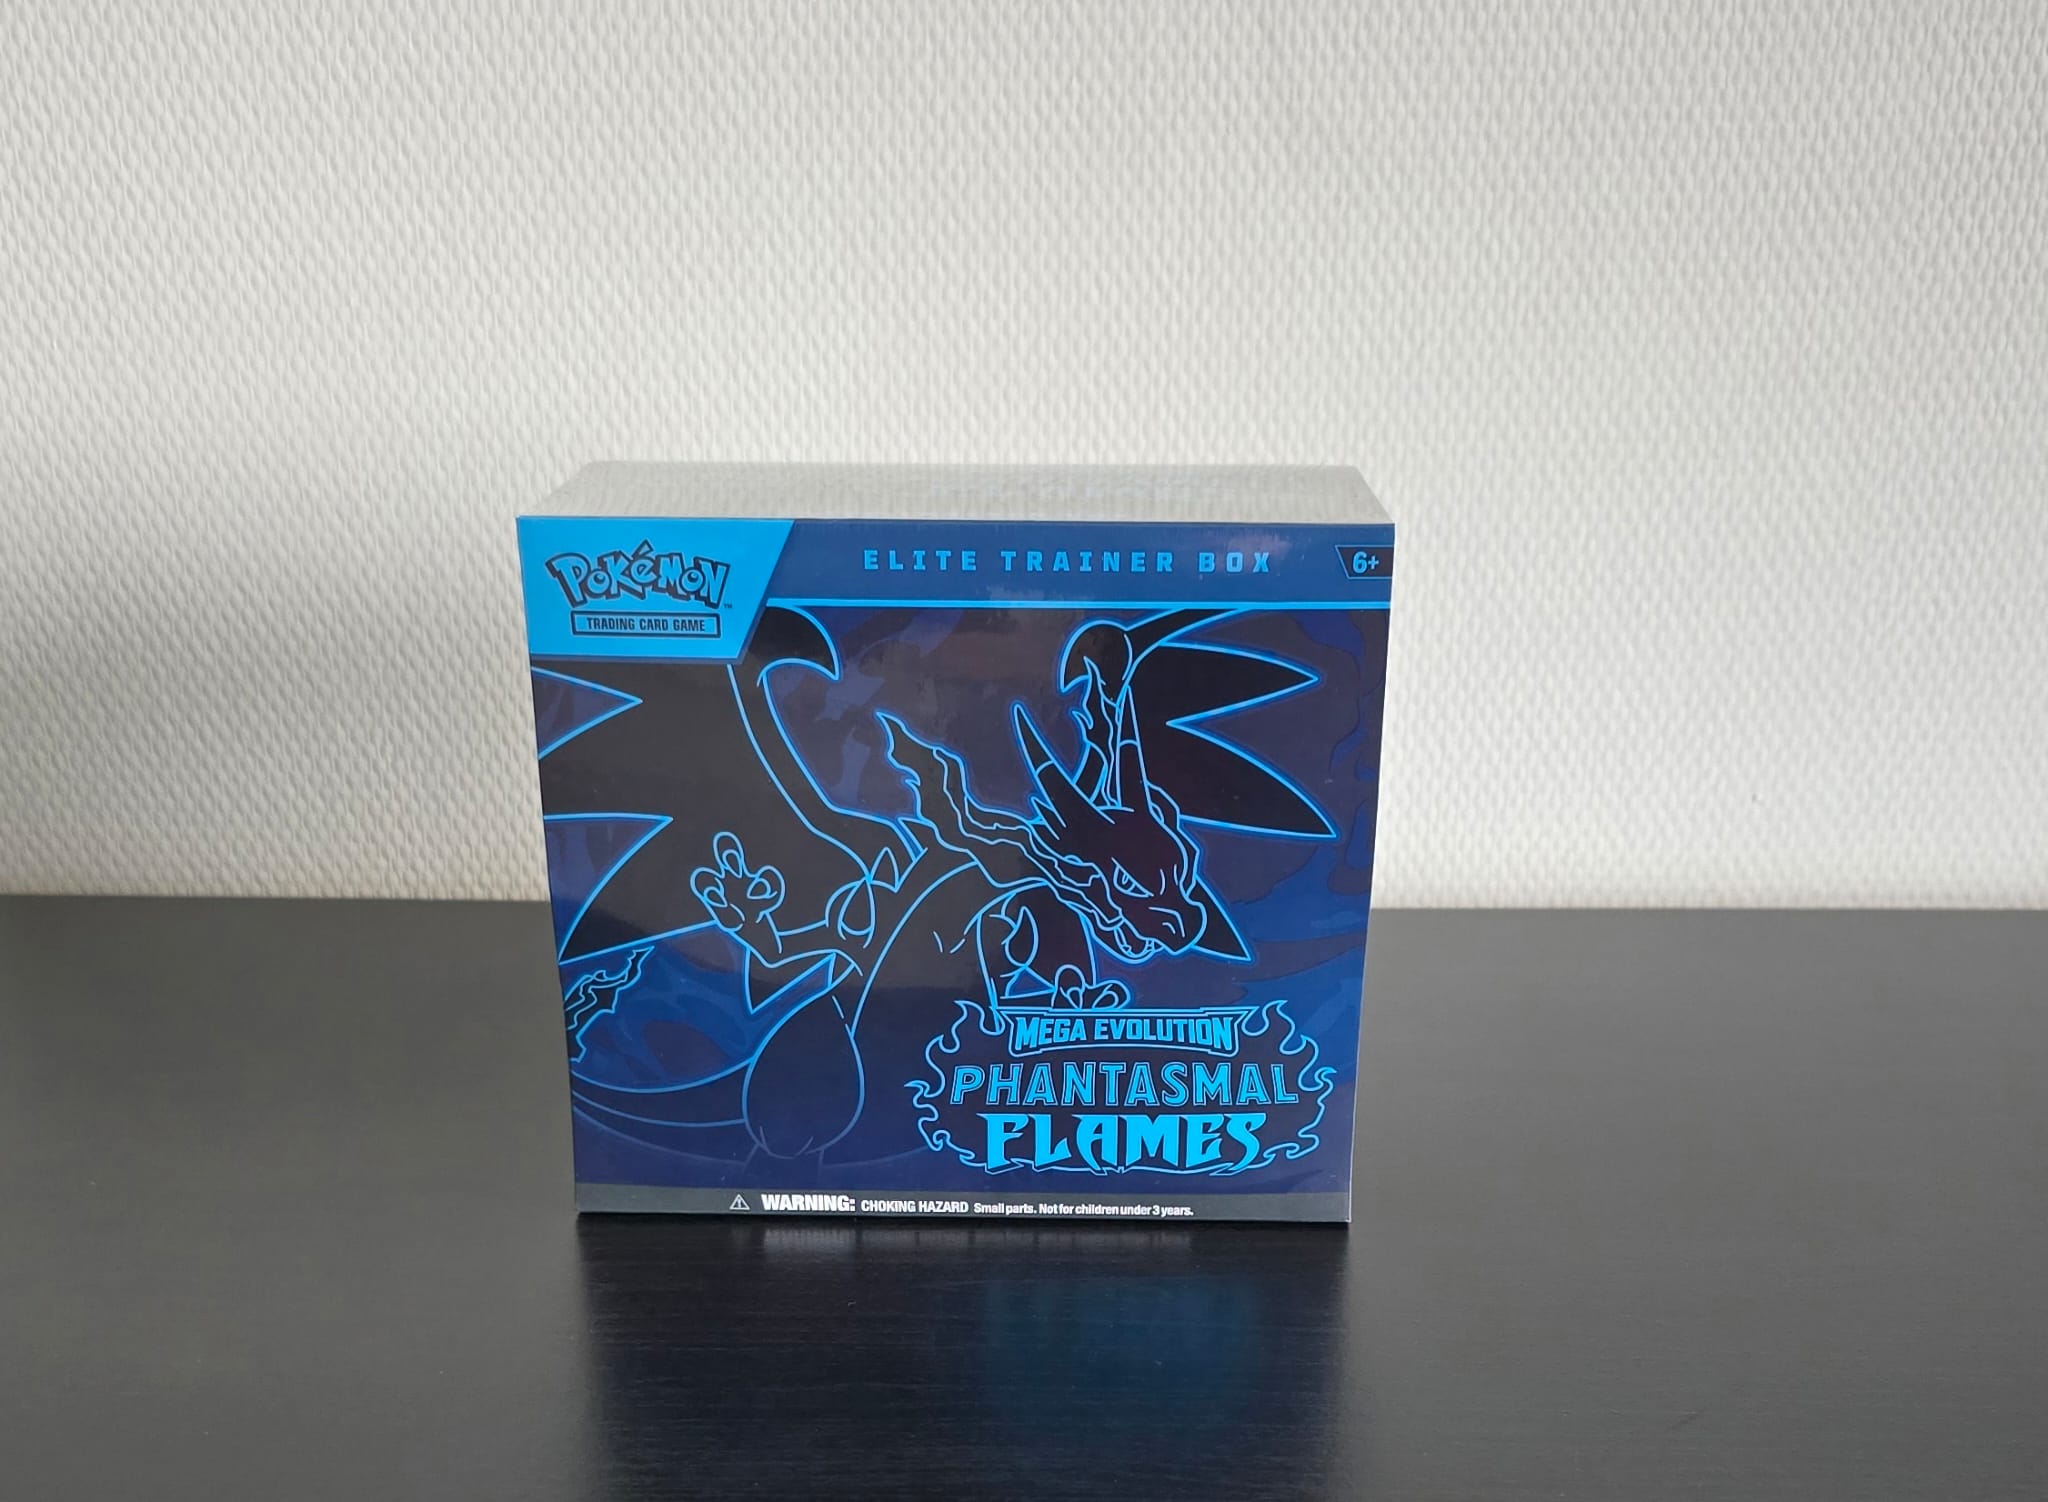 POKéMON™
TRADING CARD GAME
ELITE TRAINER BOX
6+
MEGA EVOLUTION
PHANTASMAL
FLAMES
WARNING: CHOKING HAZARD Small parts. Not for children under 3 years.